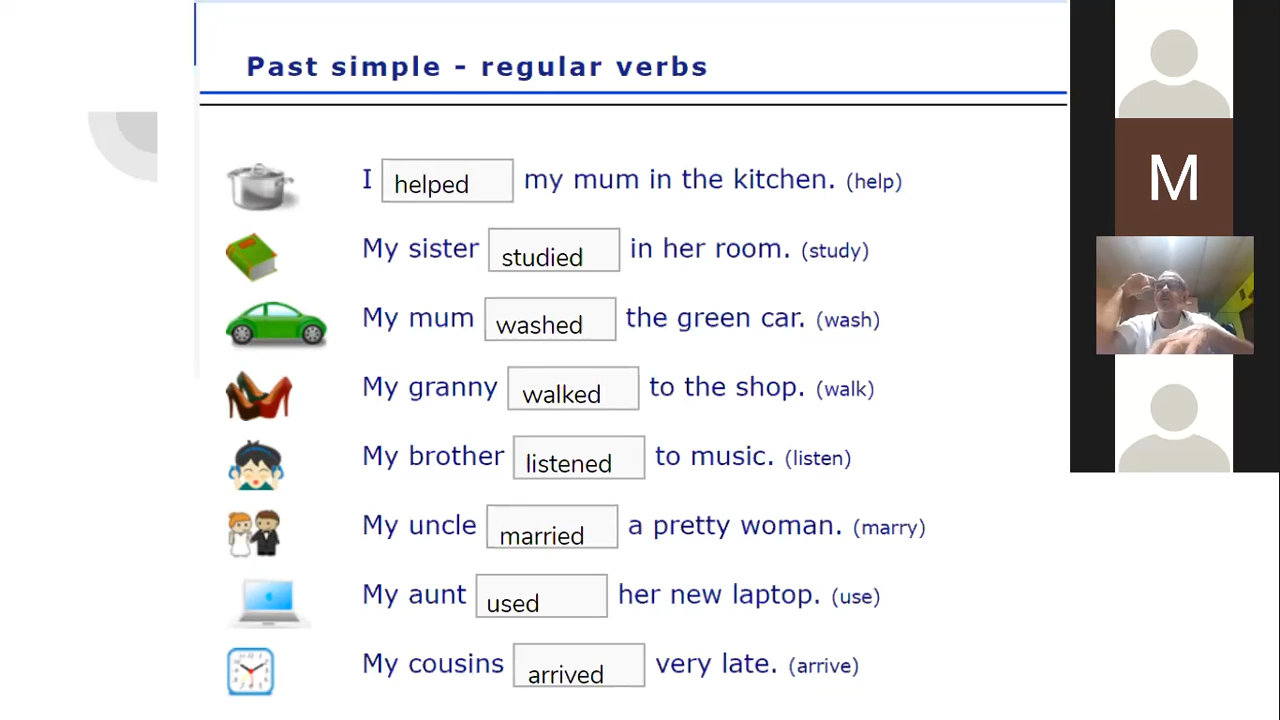 Past simple - regular verbs
I helped my mum in the kitchen. (help)
My sister studied in her room. (study)
My mum washed the green car. (wash)
My granny walked to the shop. (walk)
My brother listened to music. (listen)
My uncle married a pretty woman. (marry)
My aunt used her new laptop. (use)
My cousins arrived very late. (arrive)
M